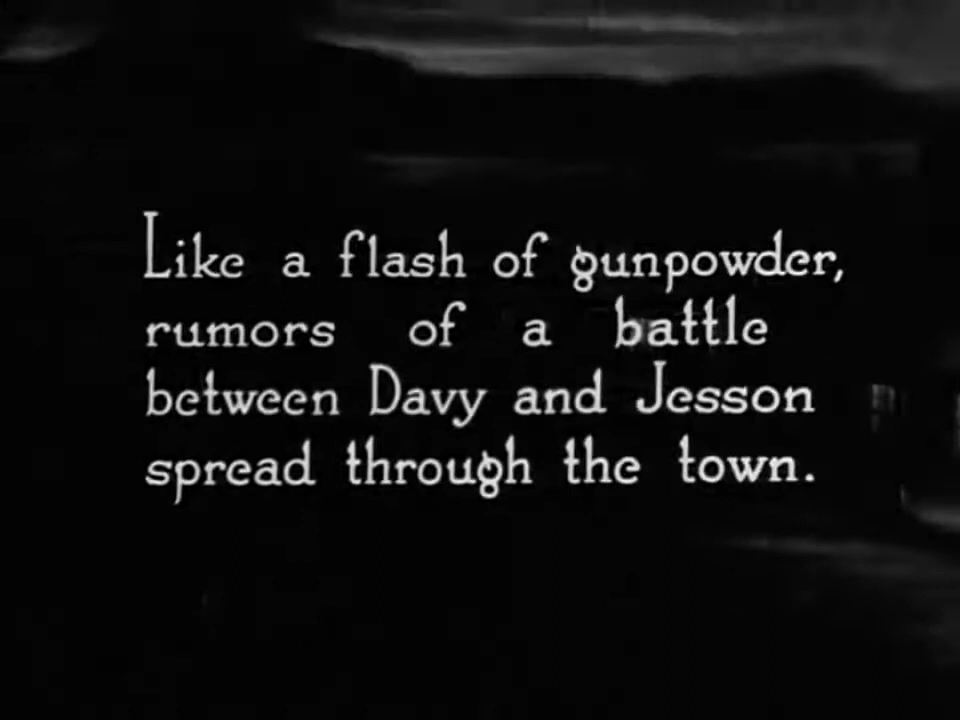 Like a flash of gunpowder,
rumors of a battle
between Davy and Jesson
spread through the town.